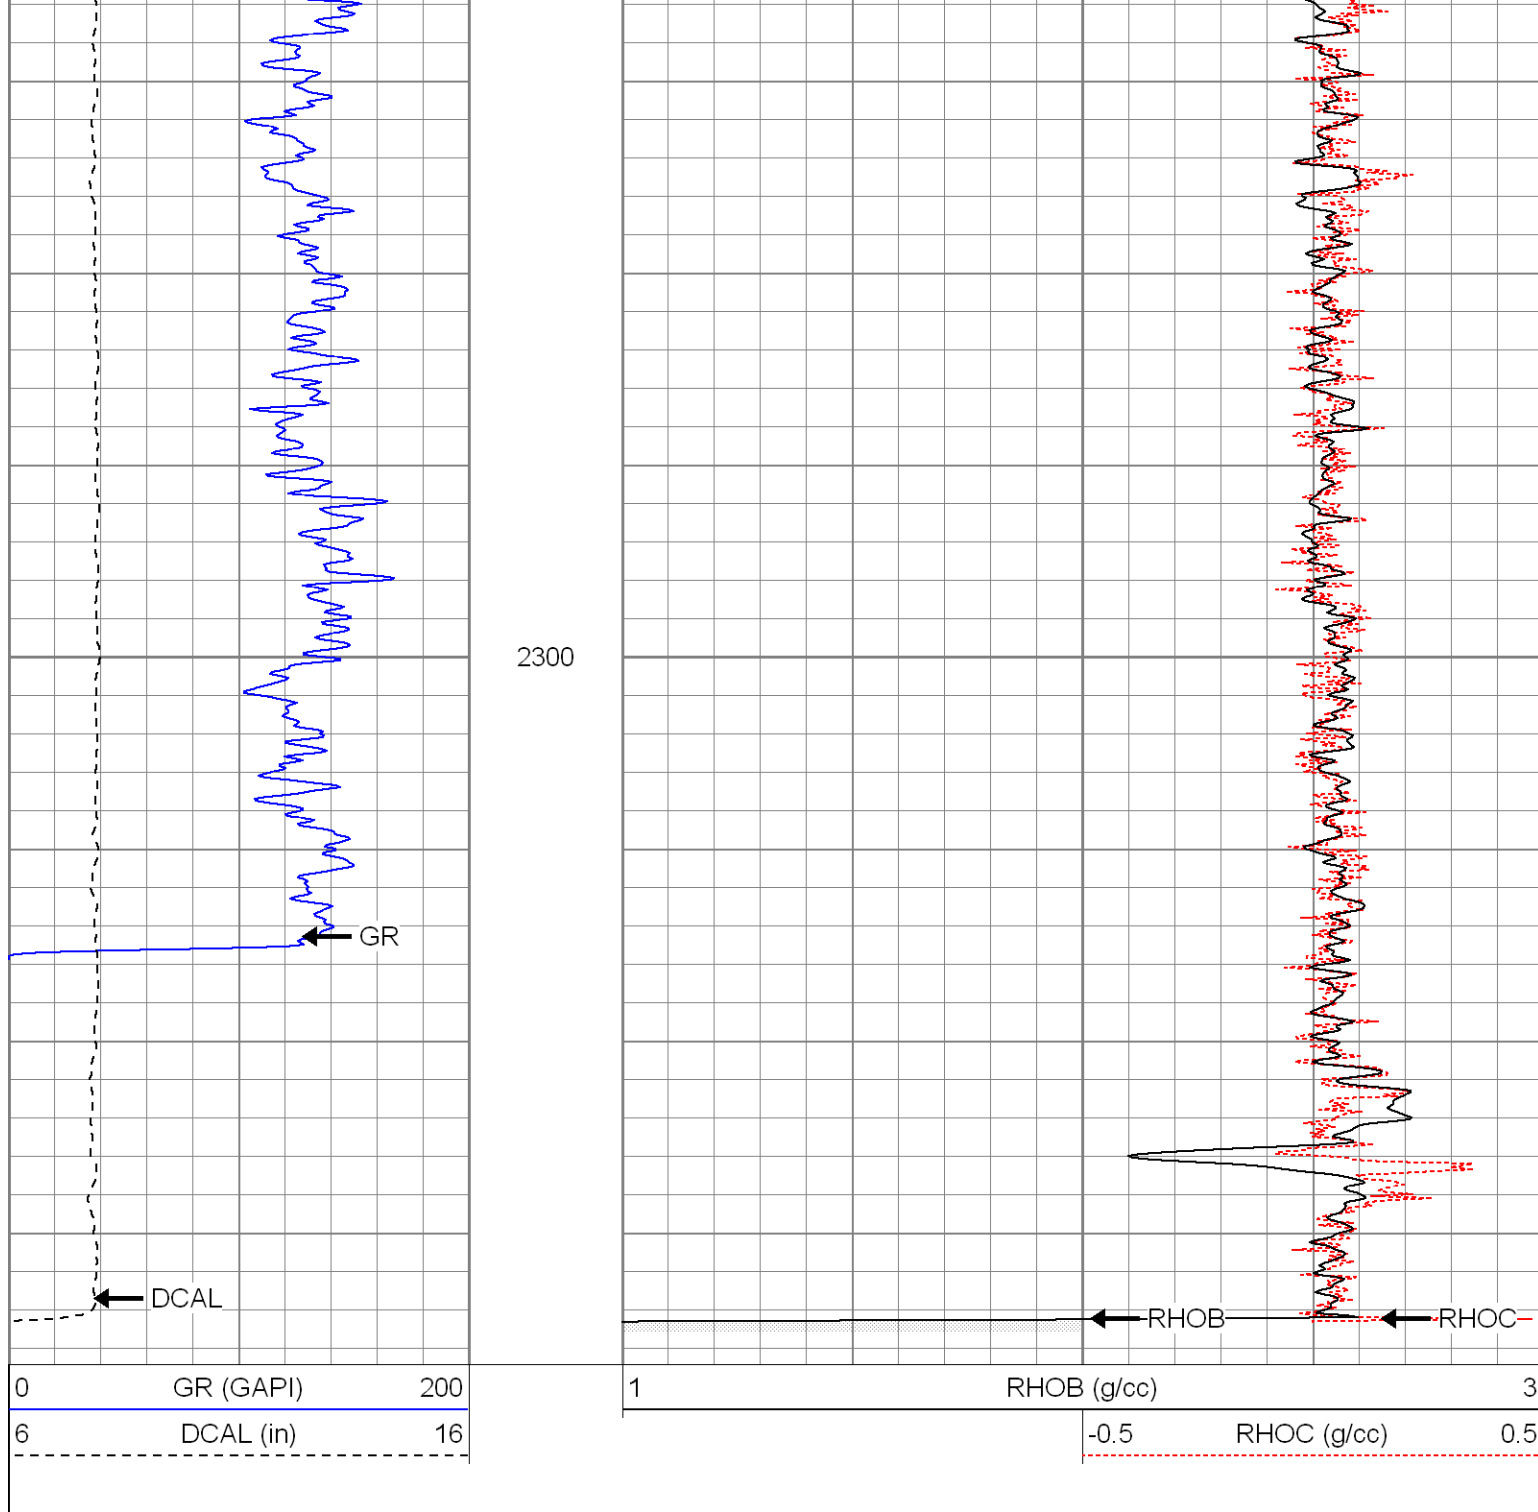 2300
GR
DCAL
RHOB
RHOC
0 GR (GAPI) 200
6 DCAL (in) 16
1 RHOB (g/cc) 3
-0.5 RHOC (g/cc) 0.5